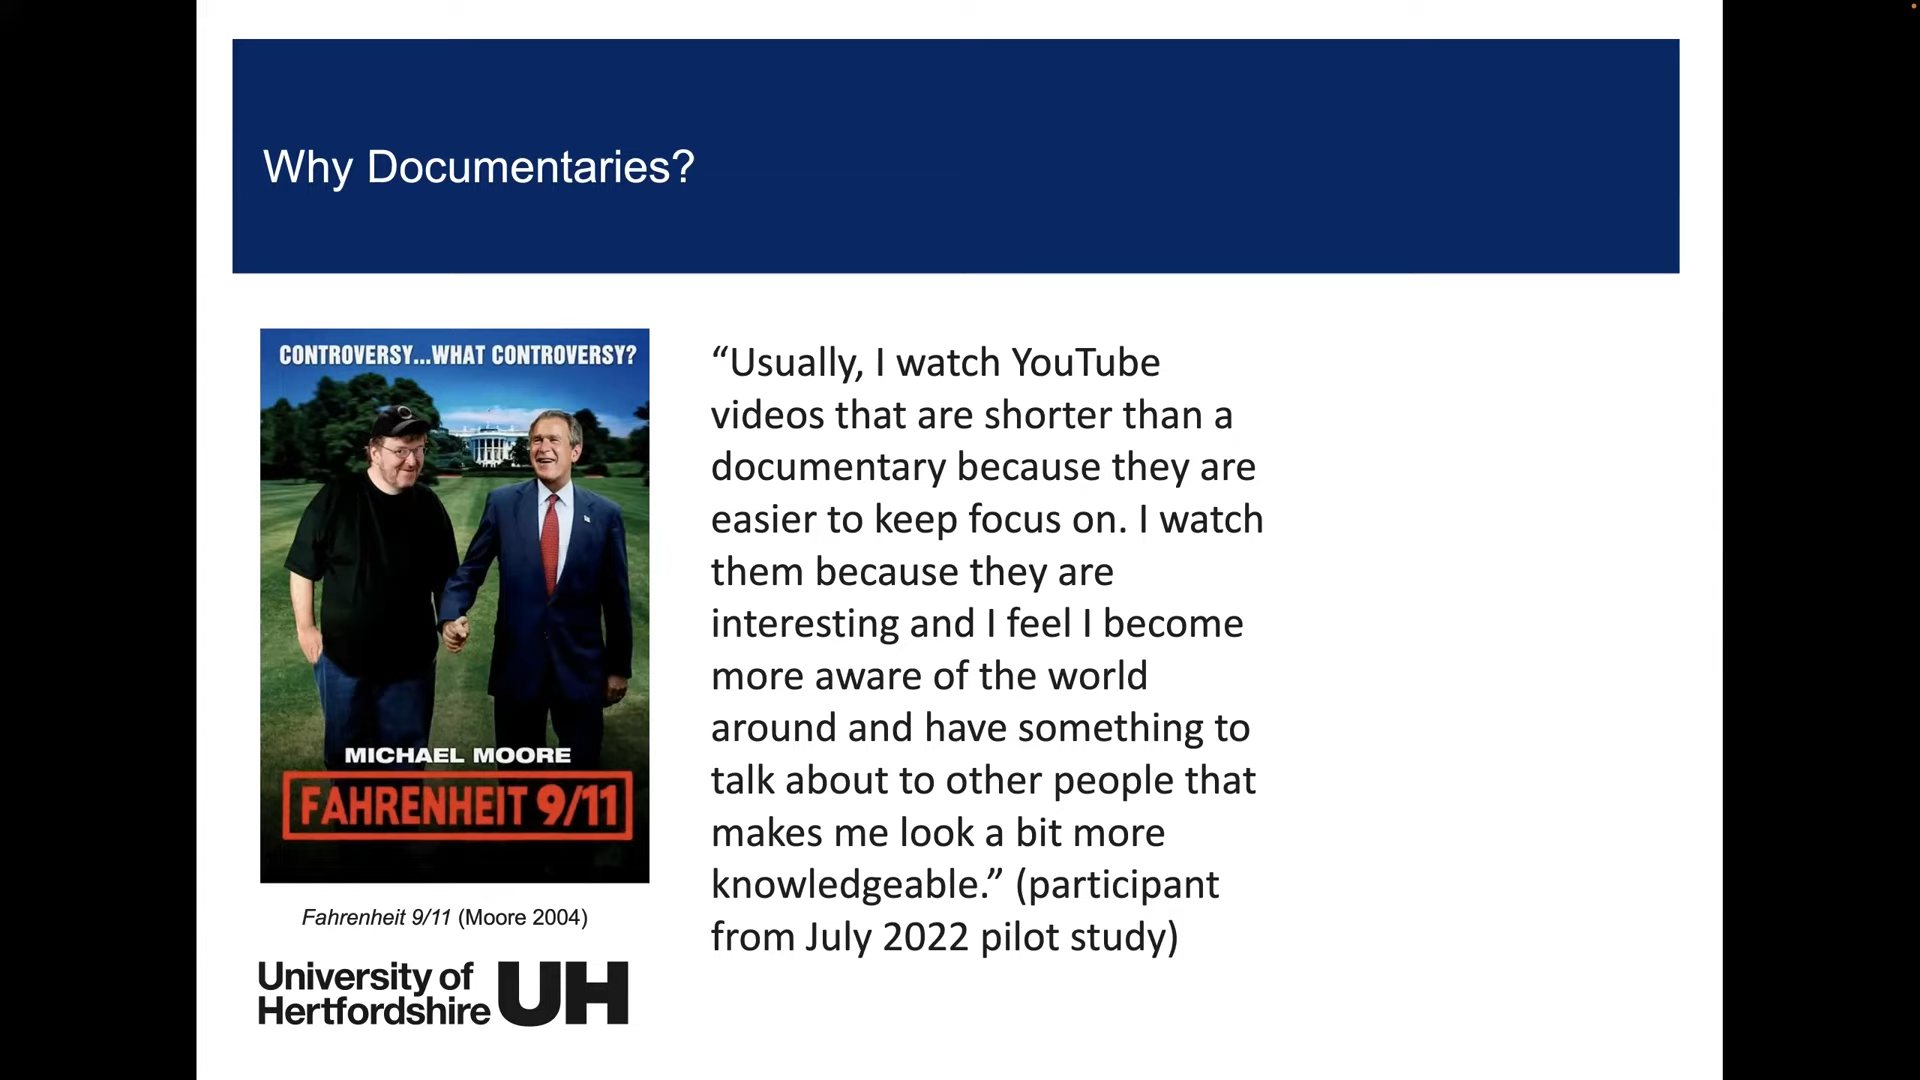 Why Documentaries?
CONTROVERSY...WHAT CONTROVERSY?
MICHAEL MOORE
FAHRENHEIT 9/11
Fahrenheit 9/11 (Moore 2004)
University of
Hertfordshire UH
“Usually, I watch YouTube
videos that are shorter than a
documentary because they are
easier to keep focus on. I watch
them because they are
interesting and I feel I become
more aware of the world
around and have something to
talk about to other people that
makes me look a bit more
knowledgeable.” (participant
from July 2022 pilot study)